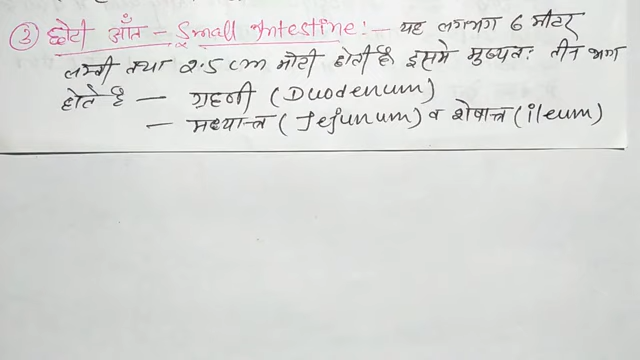 ③ छोटी आँत - Small Intestine:- यह लगभग 6 मीटर
लम्बी तथा 2.5 cm मोटी होती है इसमे मुख्यतः तीन भाग
होते है — ग्रहणी (Duodenum)
— मध्यान्त्र (Jejunum) व शेषान्त्र (ileum)